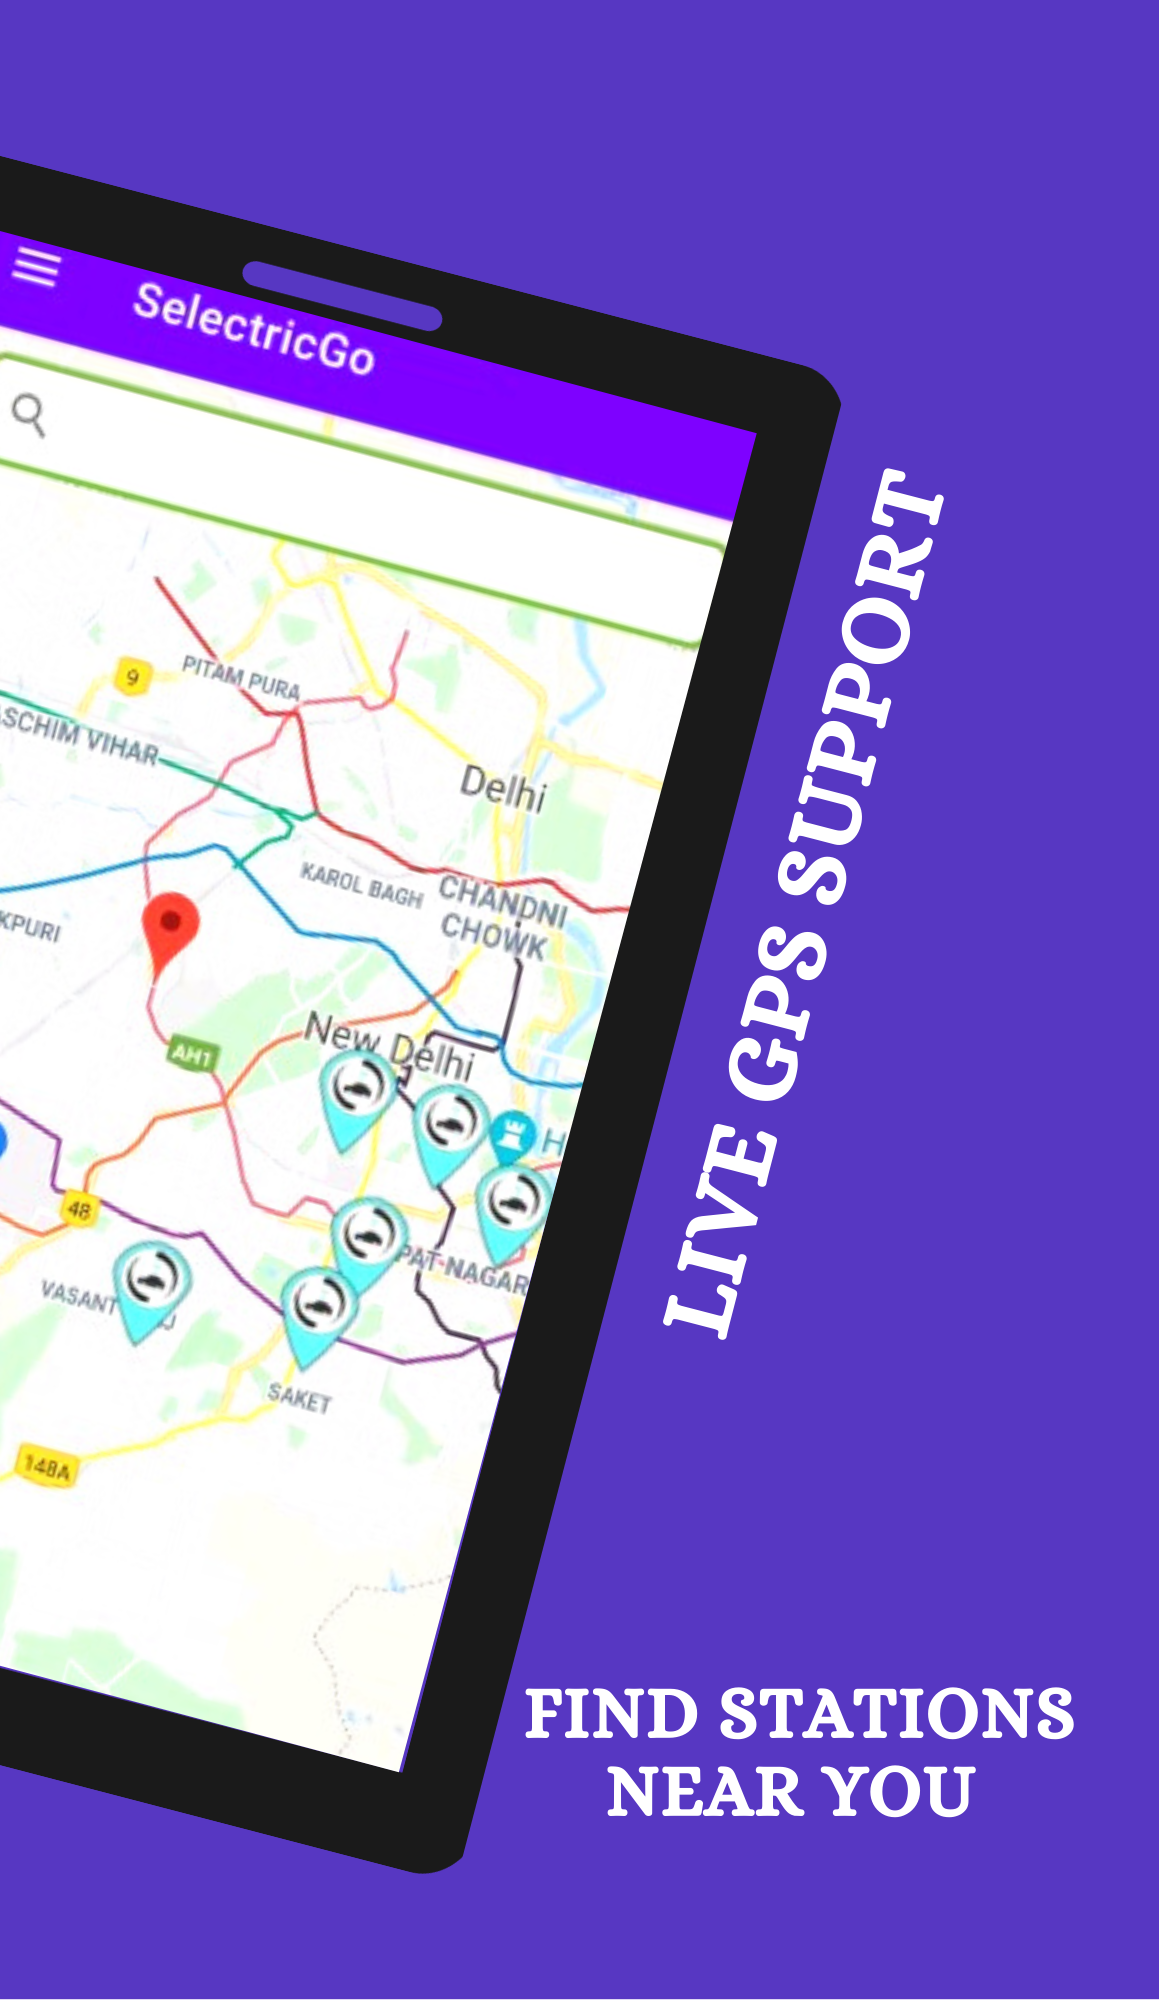 SelectricGo
9
PITAM PURA
ASCHIM VIHAR
Delhi
KAROL BAGH
CHANDNI
CHOWK
KPURI
New Delhi
AH1
H
48
PAT NAGAR
VASANT
SAKET
148A
LIVE GPS SUPPORT
FIND STATIONS
NEAR YOU